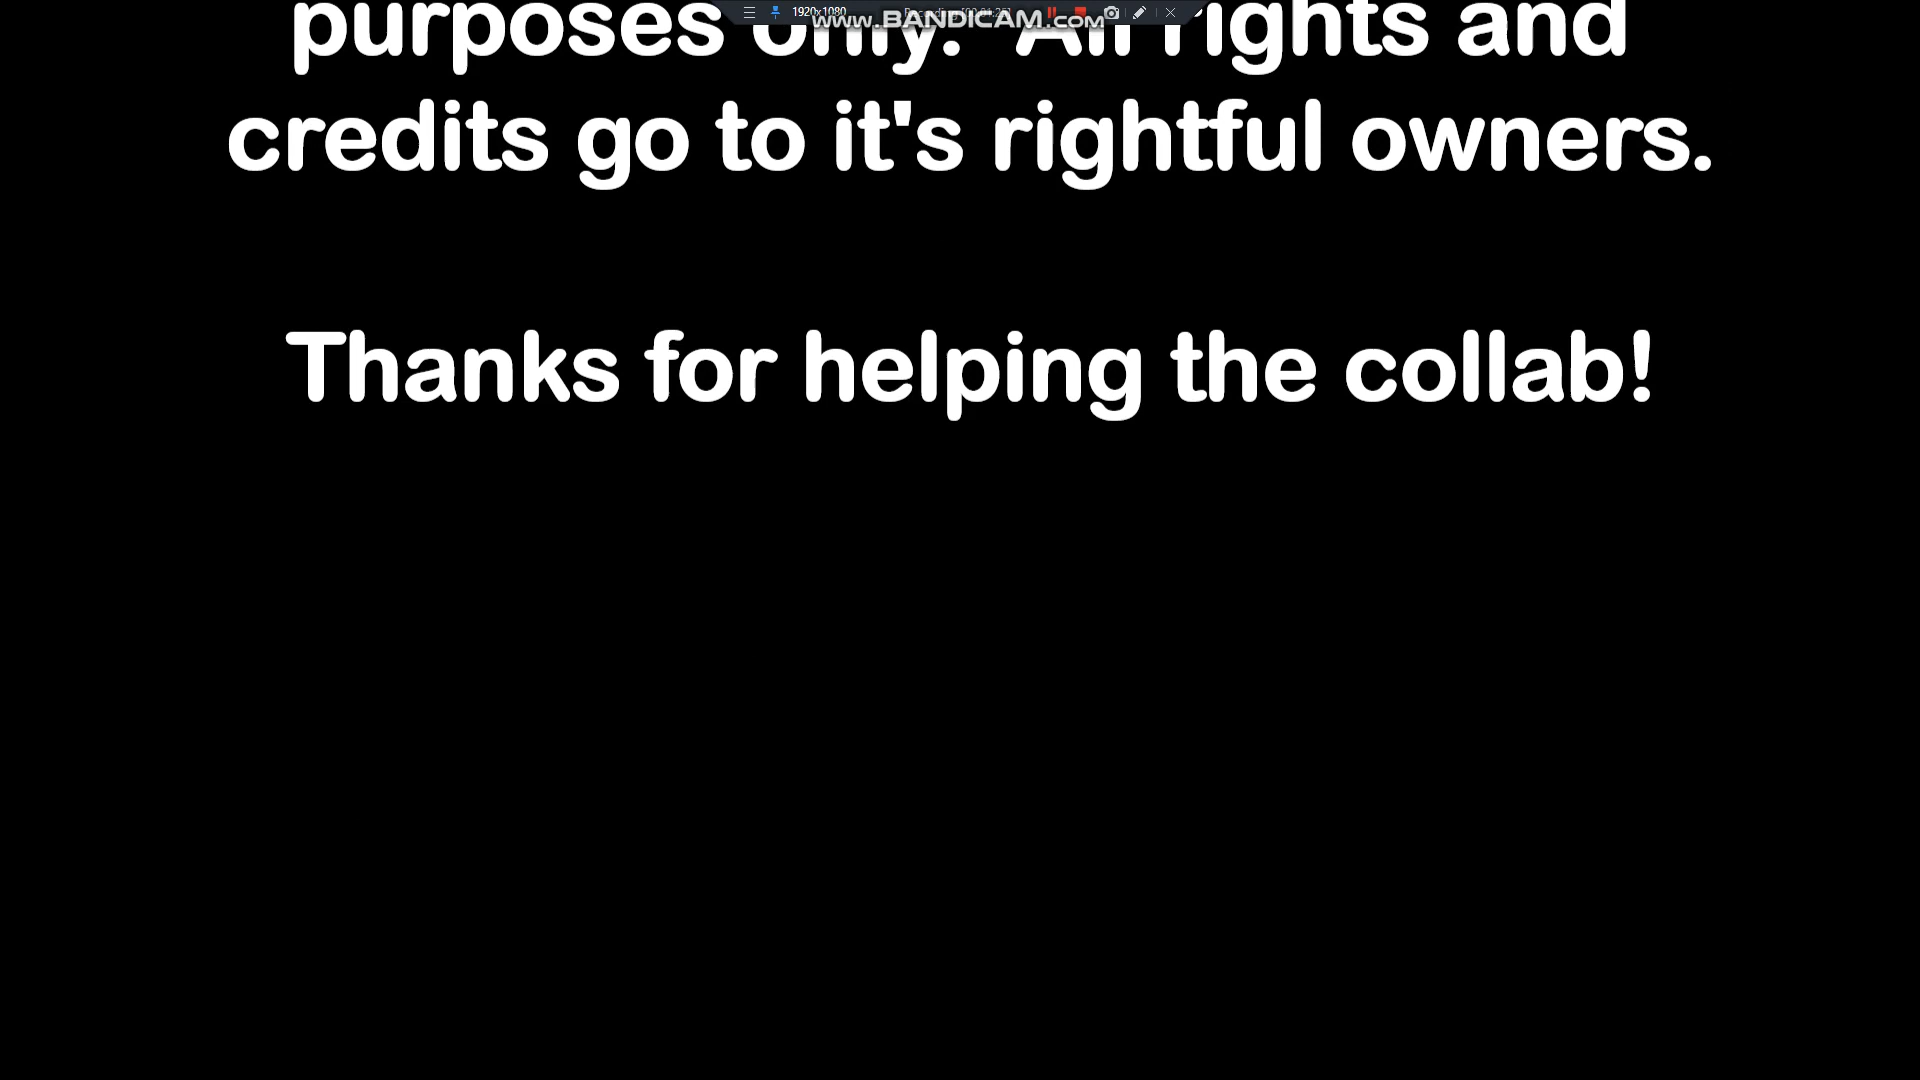 1920x1080
www.BANDICAM.com
purposes only. All rights and
credits go to it's rightful owners.
Thanks for helping the collab!